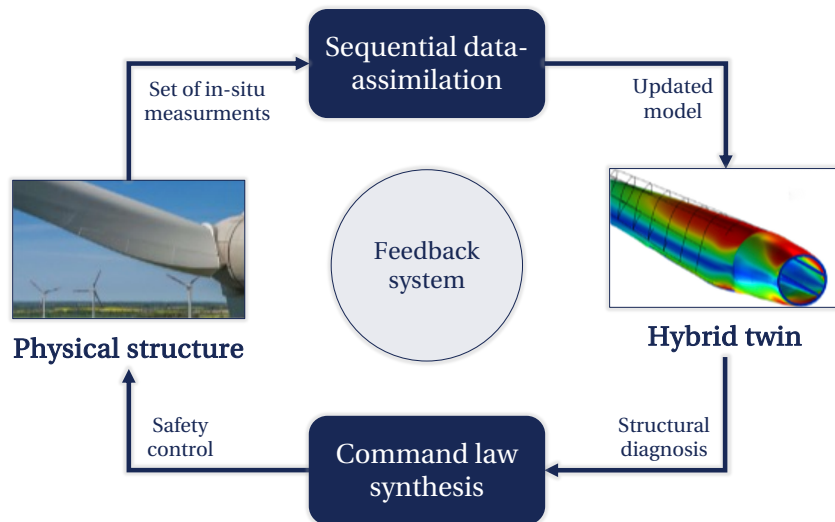 Sequential data-
assimilation
Set of in-situ
measurments
Updated
model
Feedback
system
Physical structure
Hybrid twin
Safety
control
Structural
diagnosis
Command law
synthesis